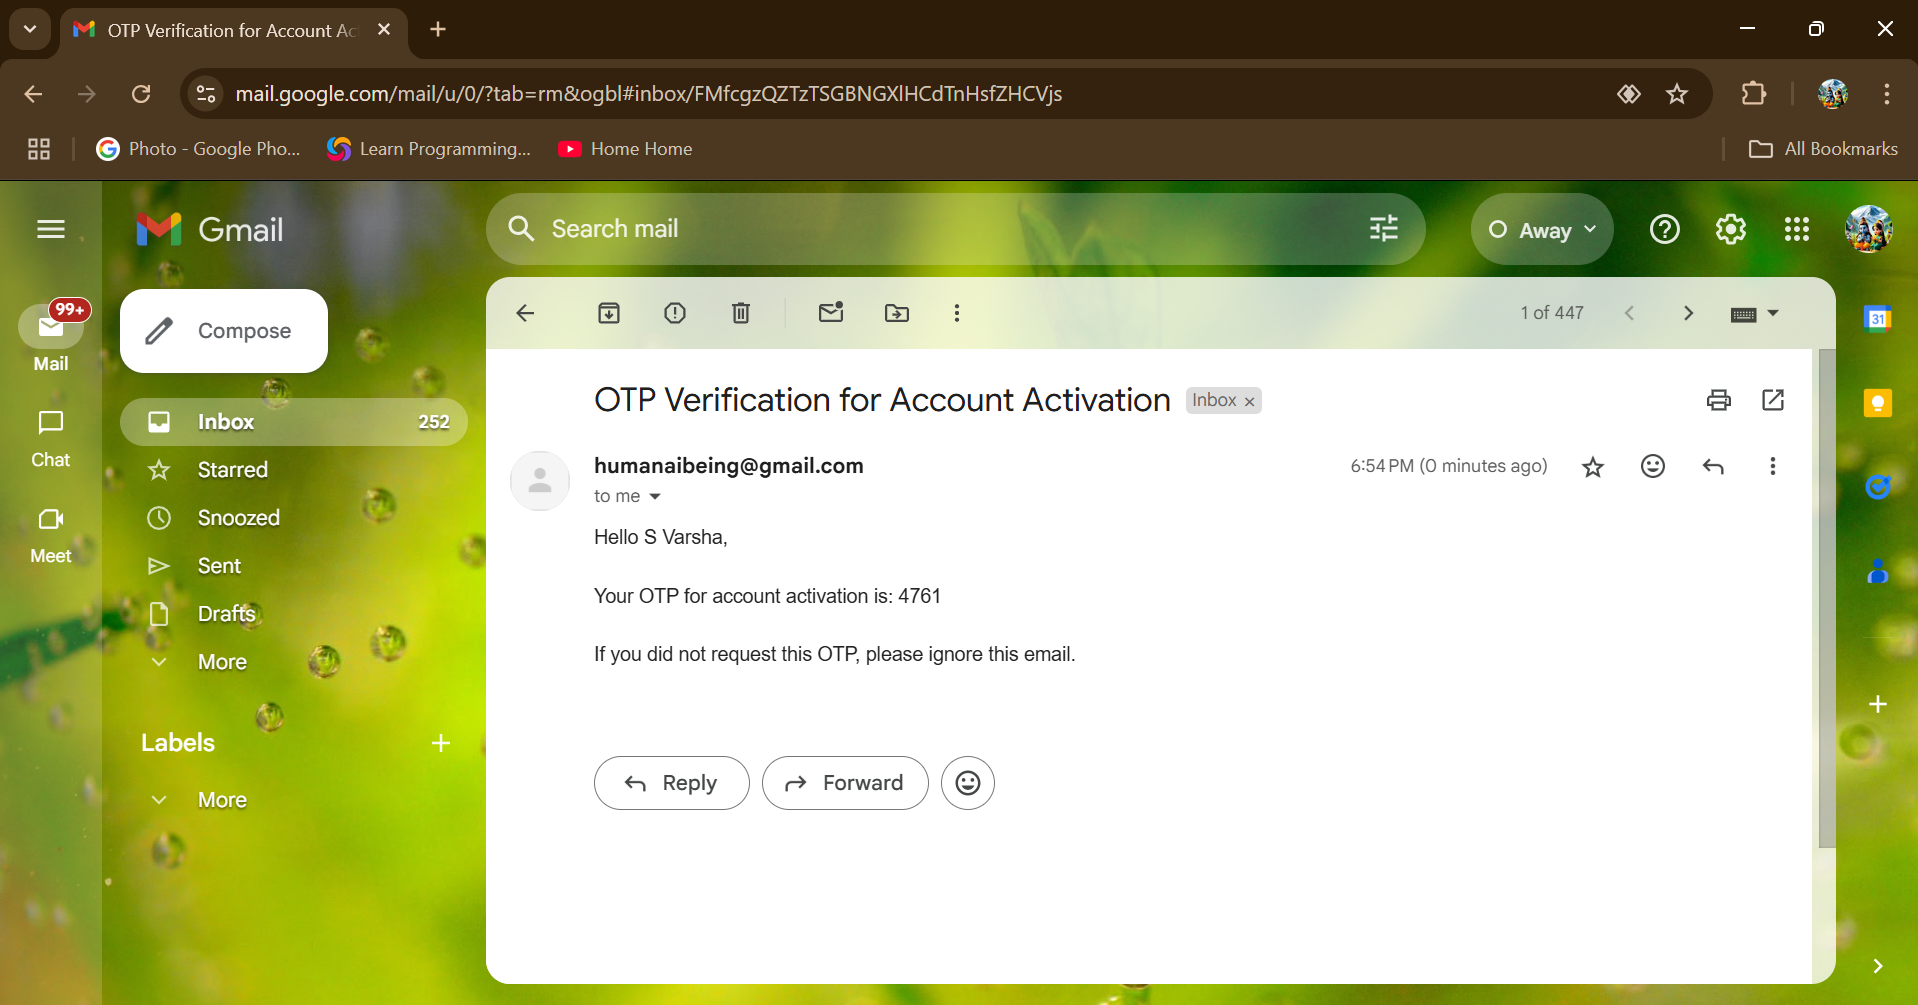 OTP Verification for Account Ac
mail.google.com/mail/u/0/?tab=rm&ogbl#inbox/FMfcgzQZTzTSGBNGXlHCdTnHsfZHCVjs
Photo - Google Pho...
Learn Programming...
Home Home
All Bookmarks
Gmail
Search mail
Away
99+
Mail
Chat
Meet
Compose
Inbox 252
Starred
Snoozed
Sent
Drafts
More
Labels
More
1 of 447
31
OTP Verification for Account Activation Inbox x
humanaibeing@gmail.com 6:54 PM (0 minutes ago)
to me
Hello S Varsha,
Your OTP for account activation is: 4761
If you did not request this OTP, please ignore this email.
Reply Forward